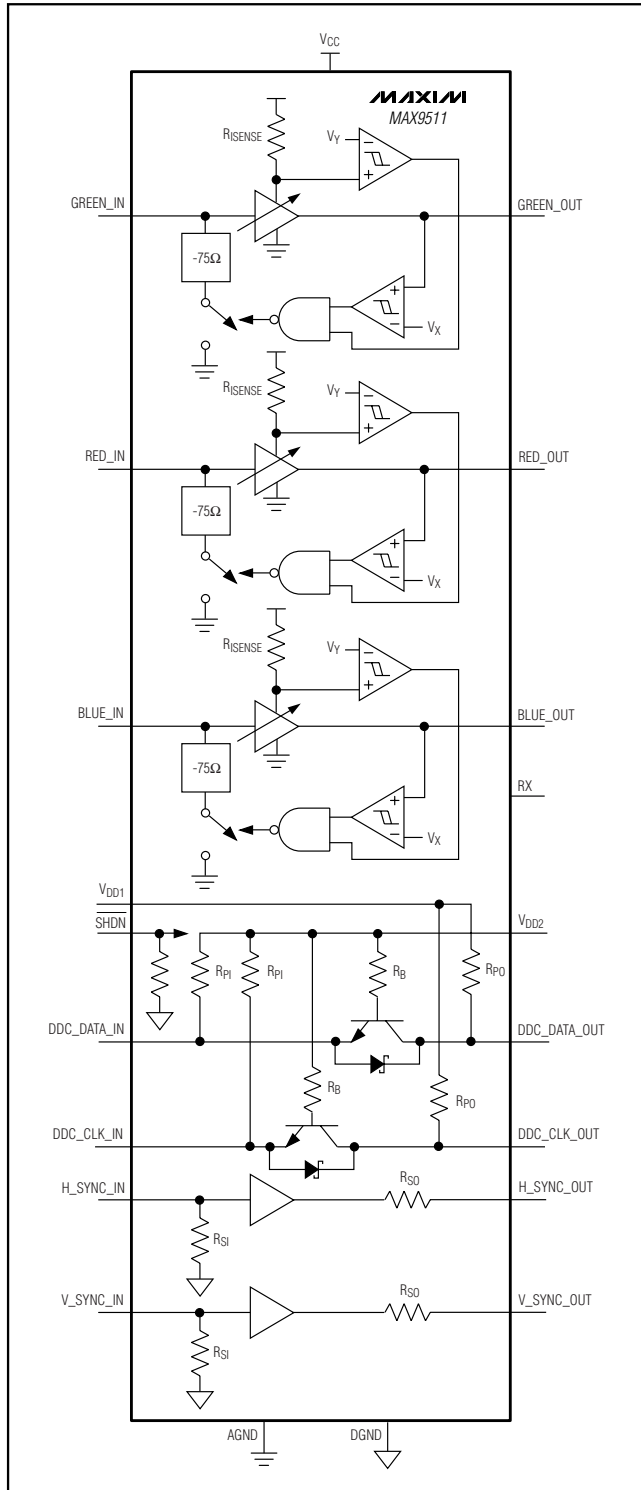 VCC
MAXIM
MAX9511
RISENSE
VY
GREEN_IN
GREEN_OUT
-75Ω
VX
RISENSE
VY
RED_IN
RED_OUT
-75Ω
VX
RISENSE
VY
BLUE_IN
BLUE_OUT
-75Ω
RX
VX
VDD1
SHDN
VDD2
RPI
RPI
RB
RPO
DDC_DATA_IN
DDC_DATA_OUT
RB
RPO
DDC_CLK_IN
DDC_CLK_OUT
H_SYNC_IN
RSO
H_SYNC_OUT
RSI
V_SYNC_IN
RSO
V_SYNC_OUT
RSI
AGND
DGND